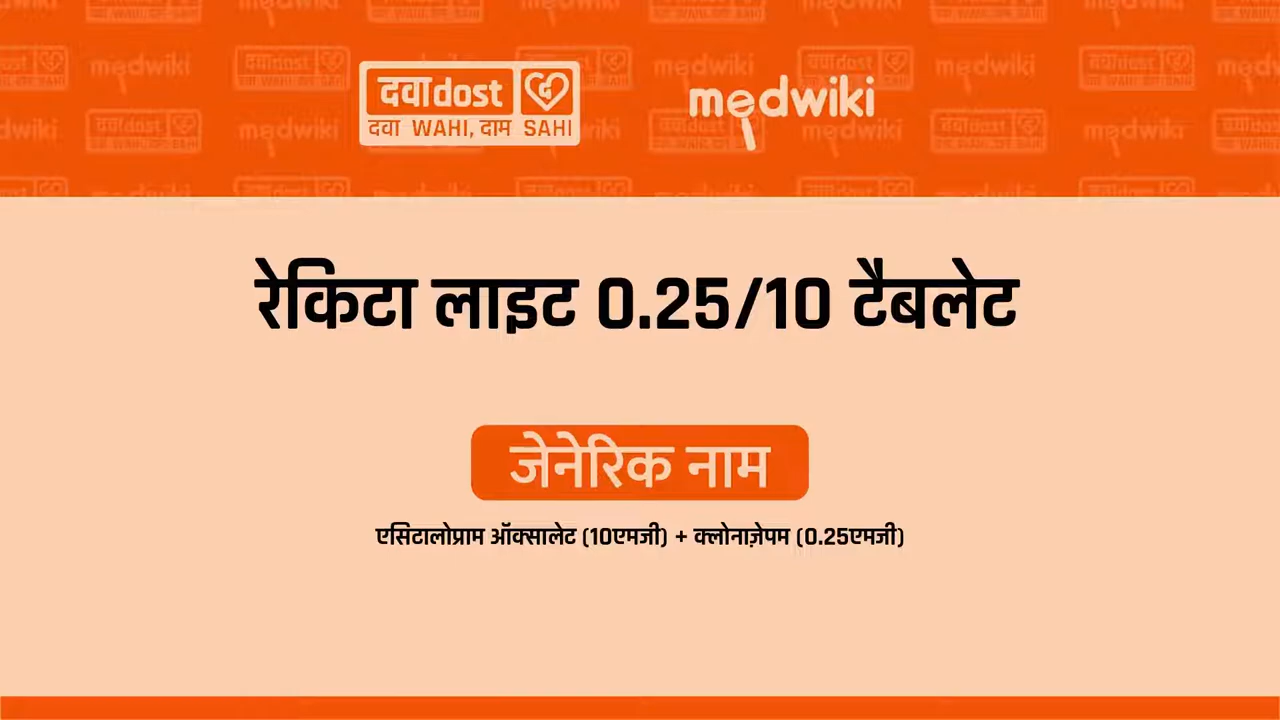 दवाdost
दवा WAHI, दाम SAHI
medwiki
रेकिटा लाइट 0.25/10 टैबलेट
जेनेरिक नाम
एसिटालोप्राम ऑक्सालेट (10एमजी) + क्लोनाज़ेपम (0.25एमजी)